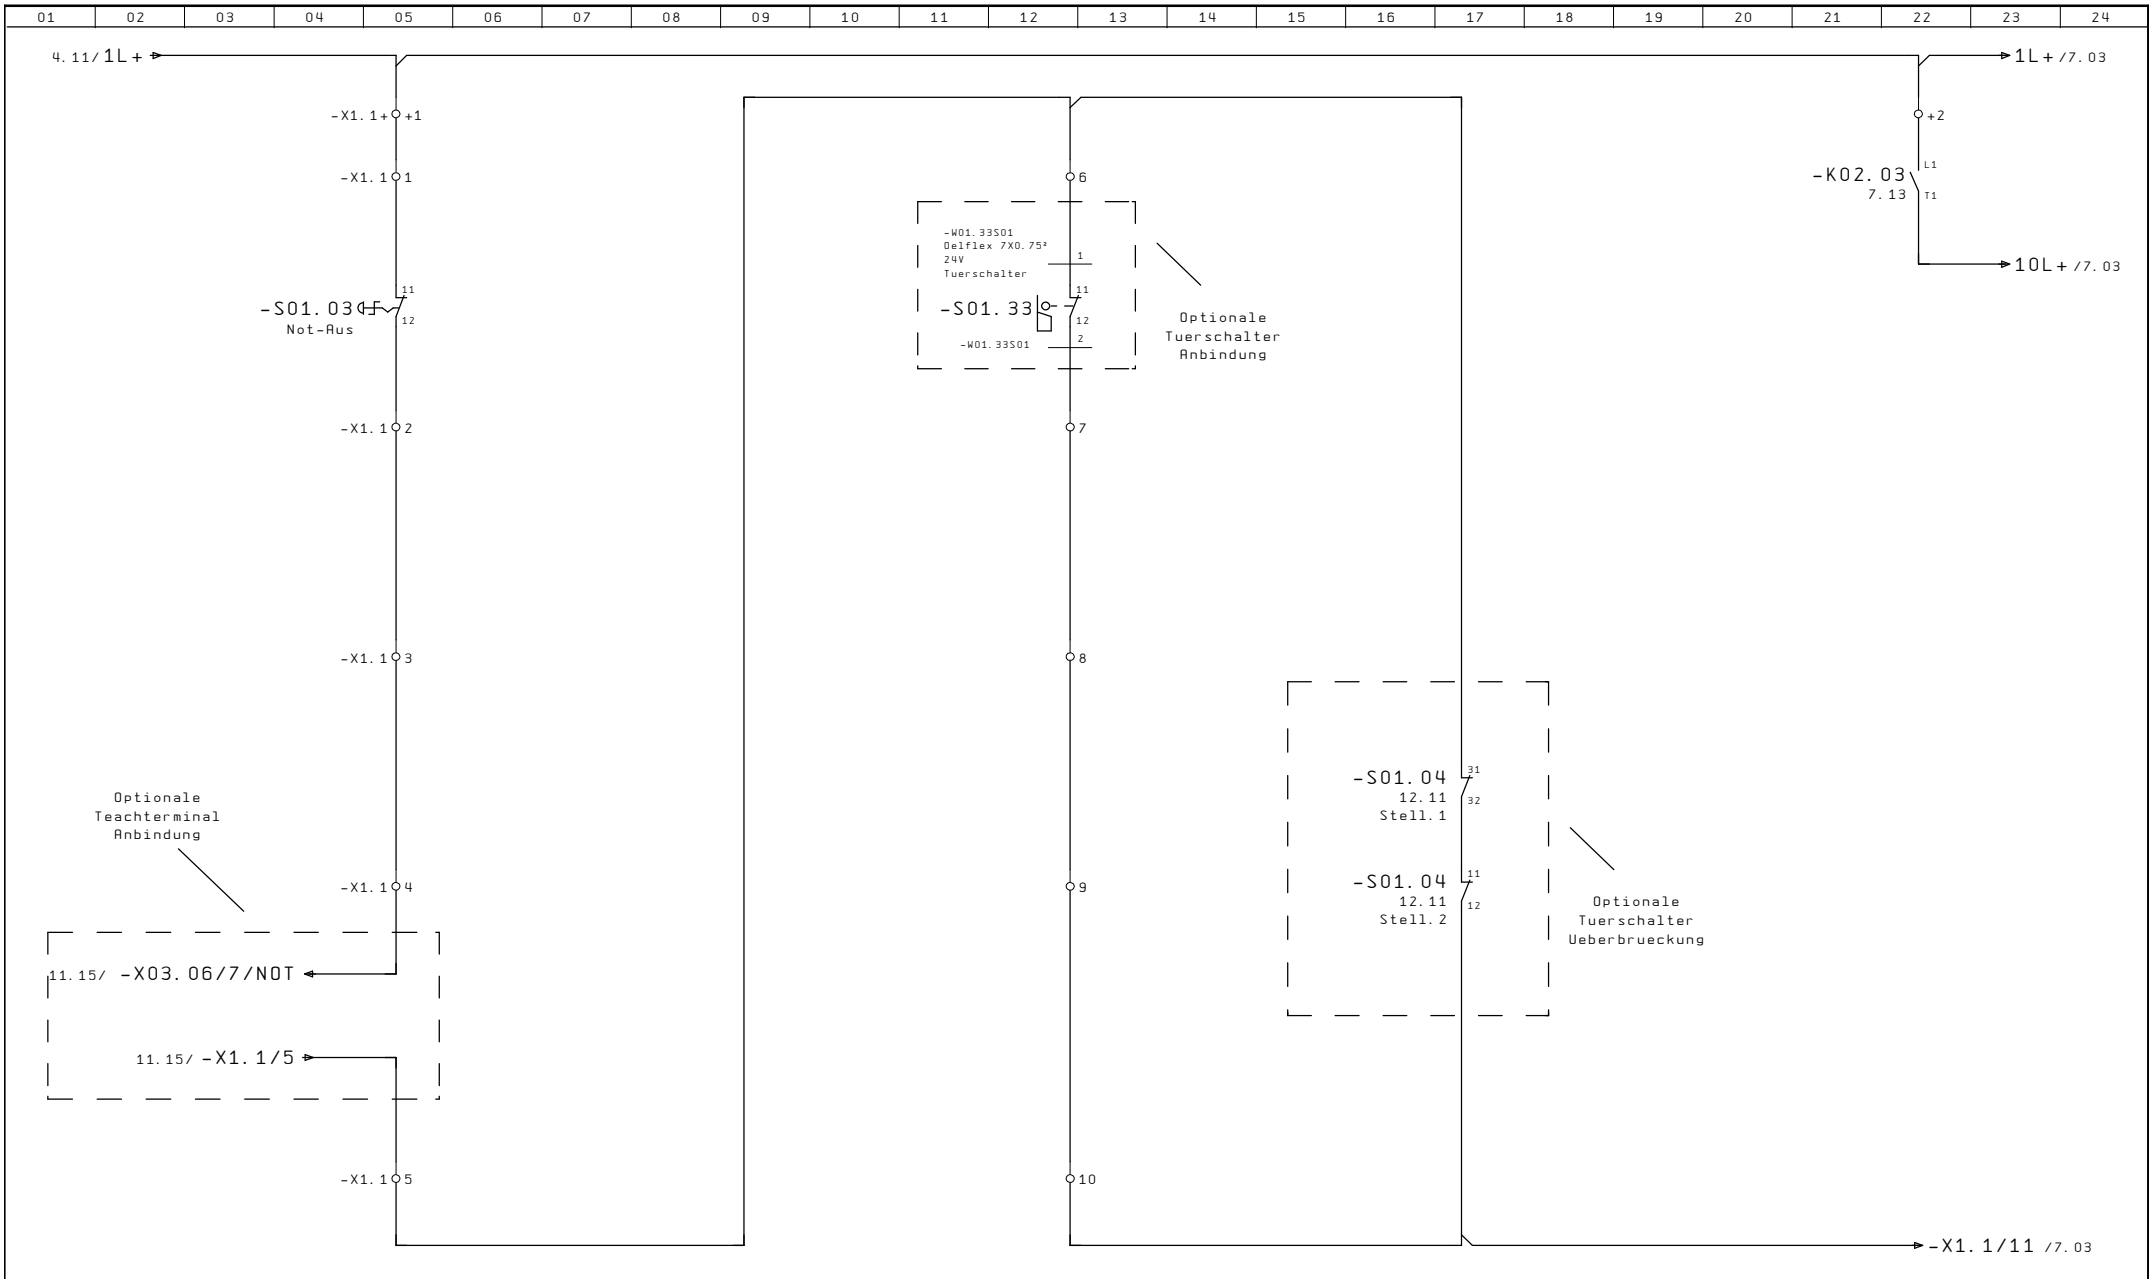 01 02 03 04 05 06 07 08 09 10 11 12 13 14 15 16 17 18 19 20 21 22 23 24
4.11/1L+
1L+/7.03
-X1.1+ +1
+2
-X1.1 1
6
-K02.03
L1
7.13
T1
-W01.33S01
Oelflex 7X0.75²
24V
Tuerschalter
1
10L+/7.03
-S01.03
11
12
Not-Aus
-S01.33
11
12
-W01.33S01
2
Optionale
Tuerschalter
Anbindung
-X1.1 2
7
-X1.1 3
8
Optionale
Teachterminal
Anbindung
-S01.04
31
12.11
32
Stell.1
-X1.1 4
9
-S01.04
11
12.11
12
Stell.2
Optionale
Tuerschalter
Ueberbrueckung
11.15/ -X03.06/7/NOT
11.15/ -X1.1/5
-X1.1 5
10
-X1.1/11 /7.03